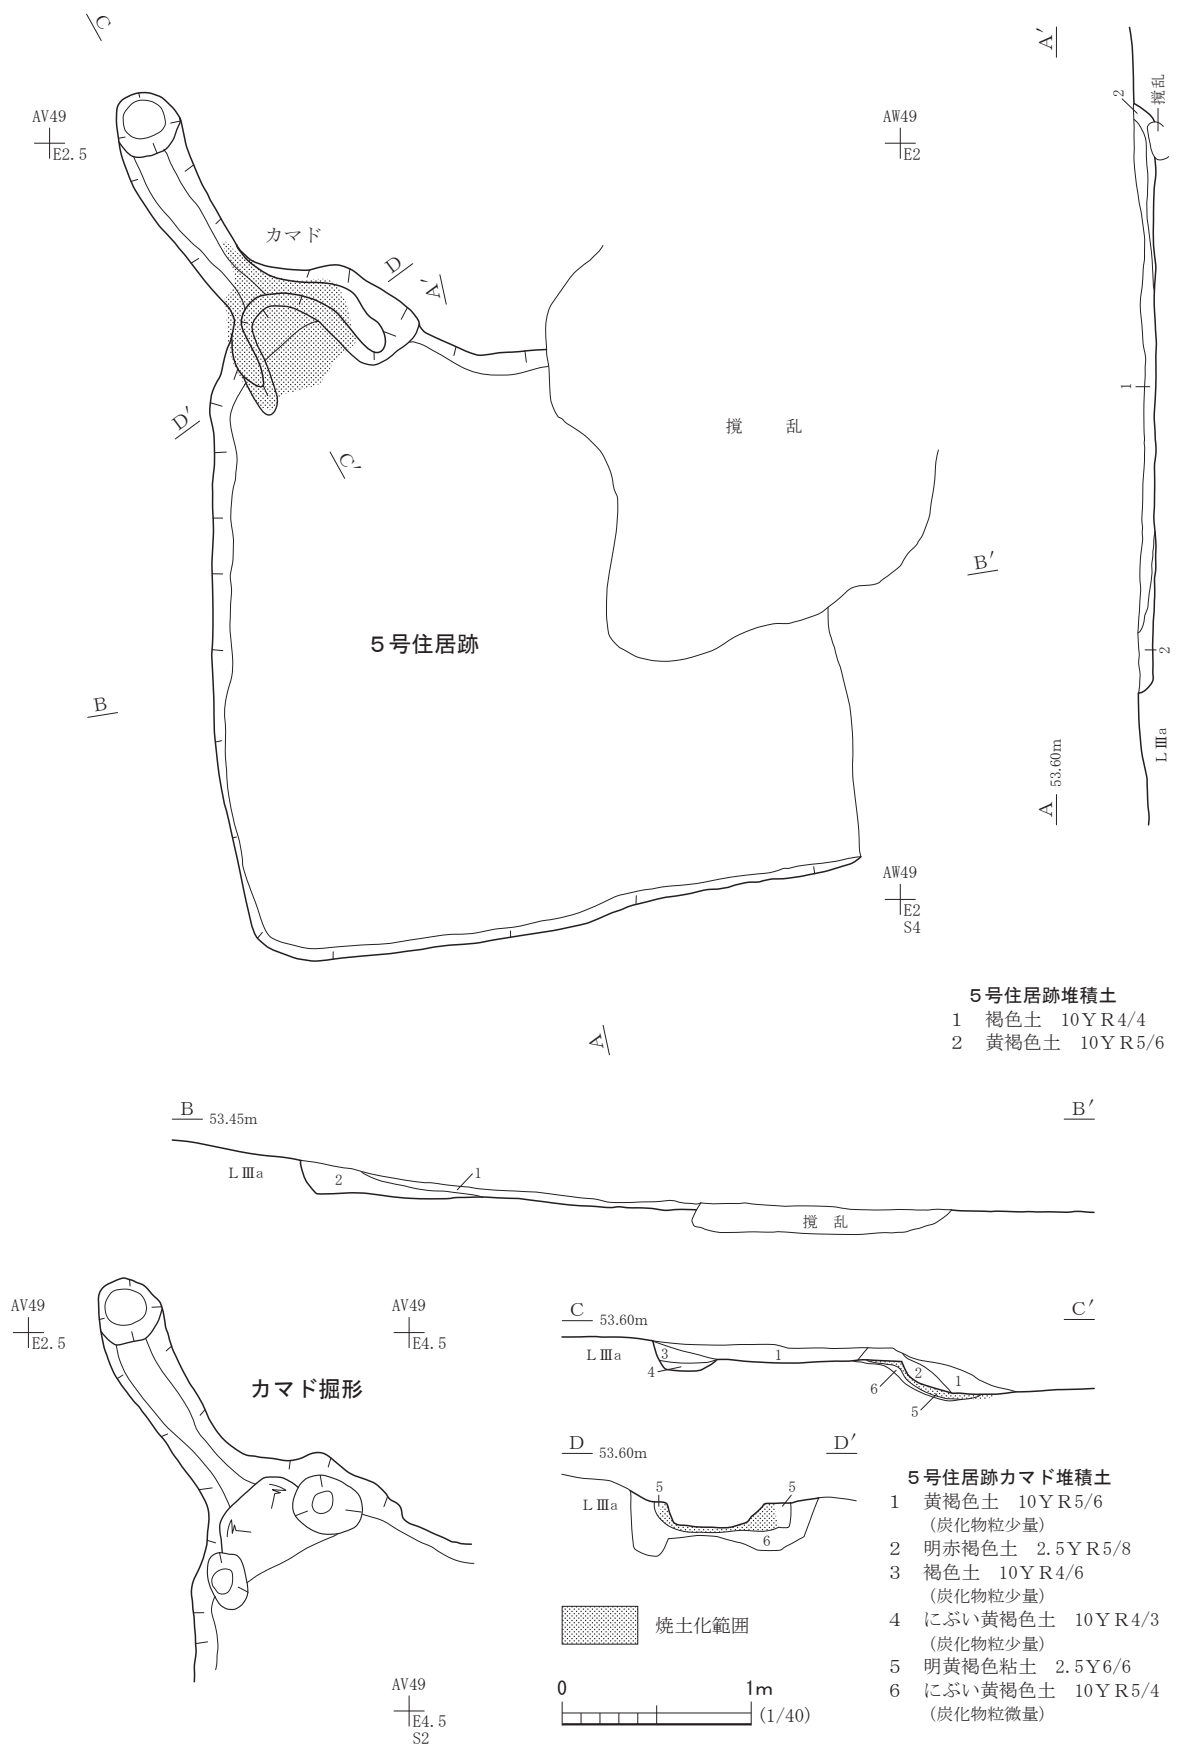 C
A′
2
撹乱
AV49
E2.5
AW49
E2
カマド
D
A′
1
D′
C′
撹　乱
B′
5号住居跡
2
B
LⅢa
A 53.60m
AW49
E2
S4
A
5号住居跡堆積土
1　褐色土　10YR4/4
2　黄褐色土　10YR5/6
B 53.45m
B′
LⅢa
2
1
撹 乱
AV49
E2.5
AV49
E4.5
カマド掘形
C 53.60m
C′
LⅢa
3
4
1
2
1
6
5
D 53.60m
D′
LⅢa
5
5
6
焼土化範囲
0 1m
(1/40)
AV49
E4.5
S2
5号住居跡カマド堆積土
1　黄褐色土　10YR5/6
（炭化物粒少量）
2　明赤褐色土　2.5YR5/8
3　褐色土　10YR4/6
（炭化物粒少量）
4　にぶい黄褐色土　10YR4/3
（炭化物粒少量）
5　明黄褐色粘土　2.5Y6/6
6　にぶい黄褐色土　10YR5/4
（炭化物粒微量）